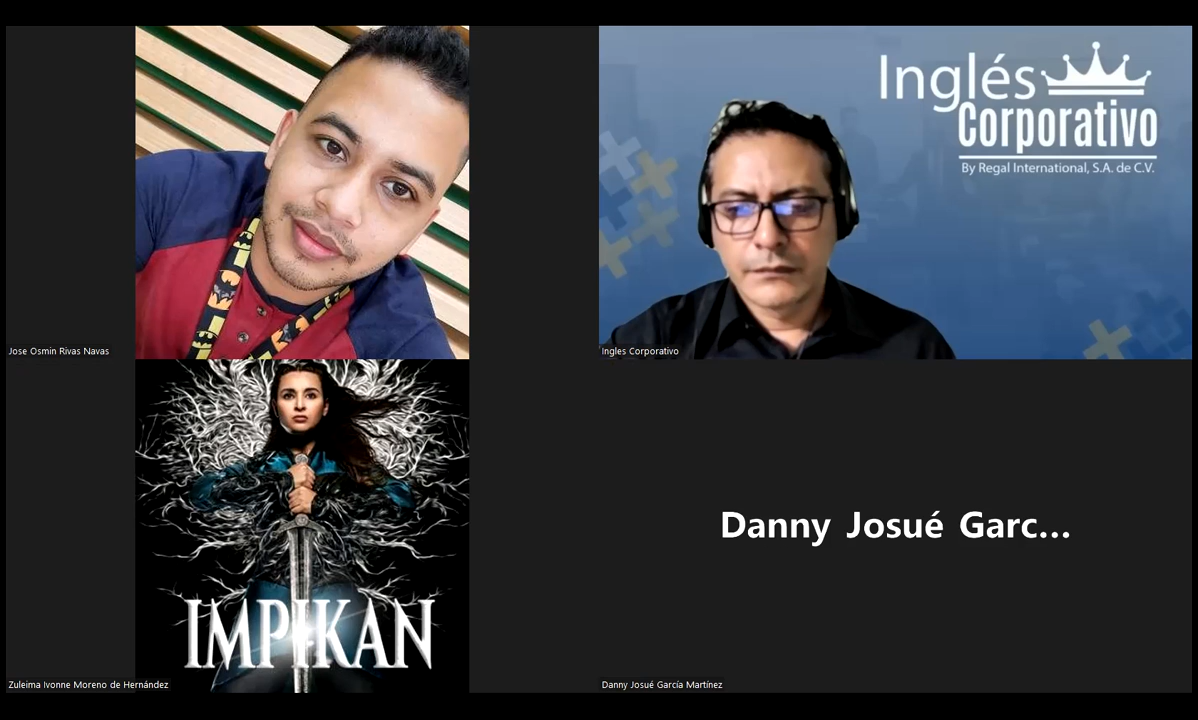 Inglés
Corporativo
By Regal International, S.A. de C.V.
Jose Osmin Rivas Navas
Ingles Corporativo
IMPIKAN
Danny Josué Garc...
Zuleima Ivonne Moreno de Hernández
Danny Josué García Martínez